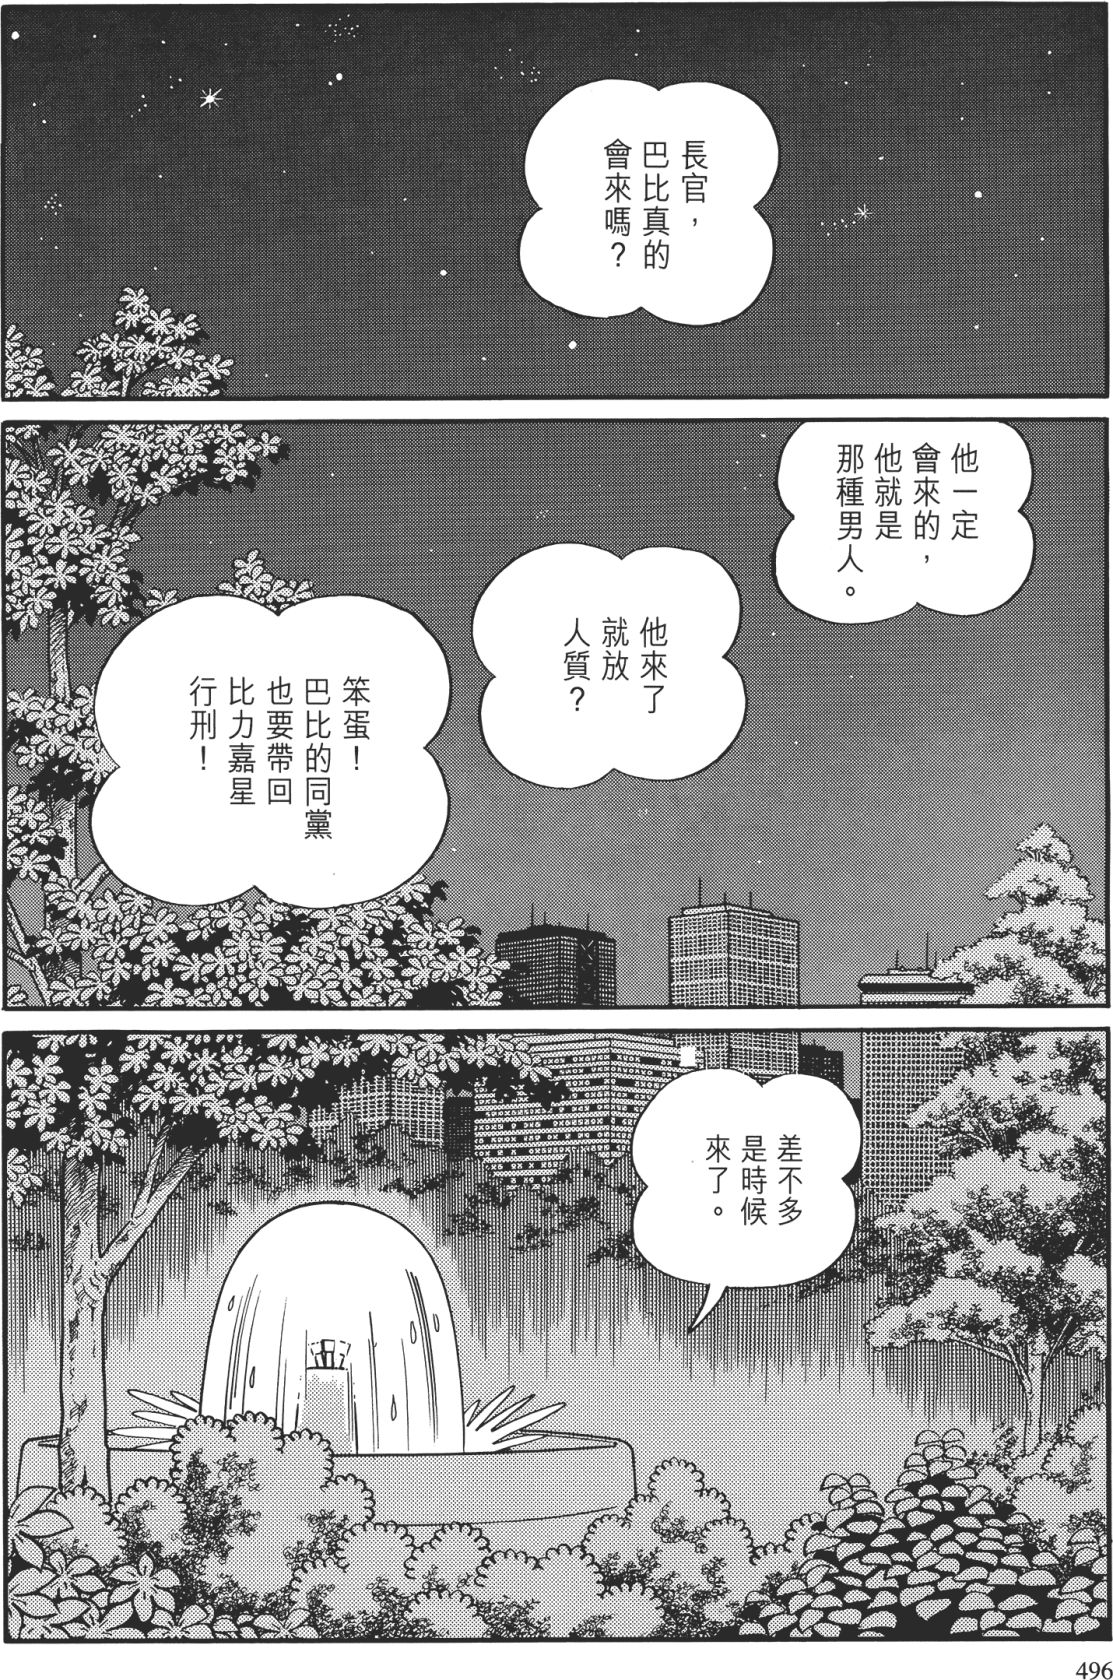 長官，
巴比真的
會來嗎？
他一定
會來的，
他就是
那種男人。
他來了
就放
人質？
笨蛋！
巴比的同黨
也要帶回
比力嘉星
行刑！
差不多
是時候
來了。
496